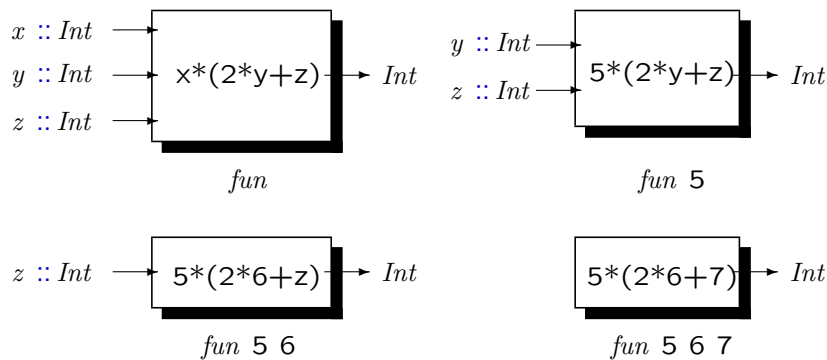 x :: Int
y :: Int
z :: Int
x*(2*y+z)
Int
fun
y :: Int
z :: Int
5*(2*y+z)
Int
fun 5
z :: Int
5*(2*6+z)
Int
fun 5 6
5*(2*6+7)
Int
fun 5 6 7